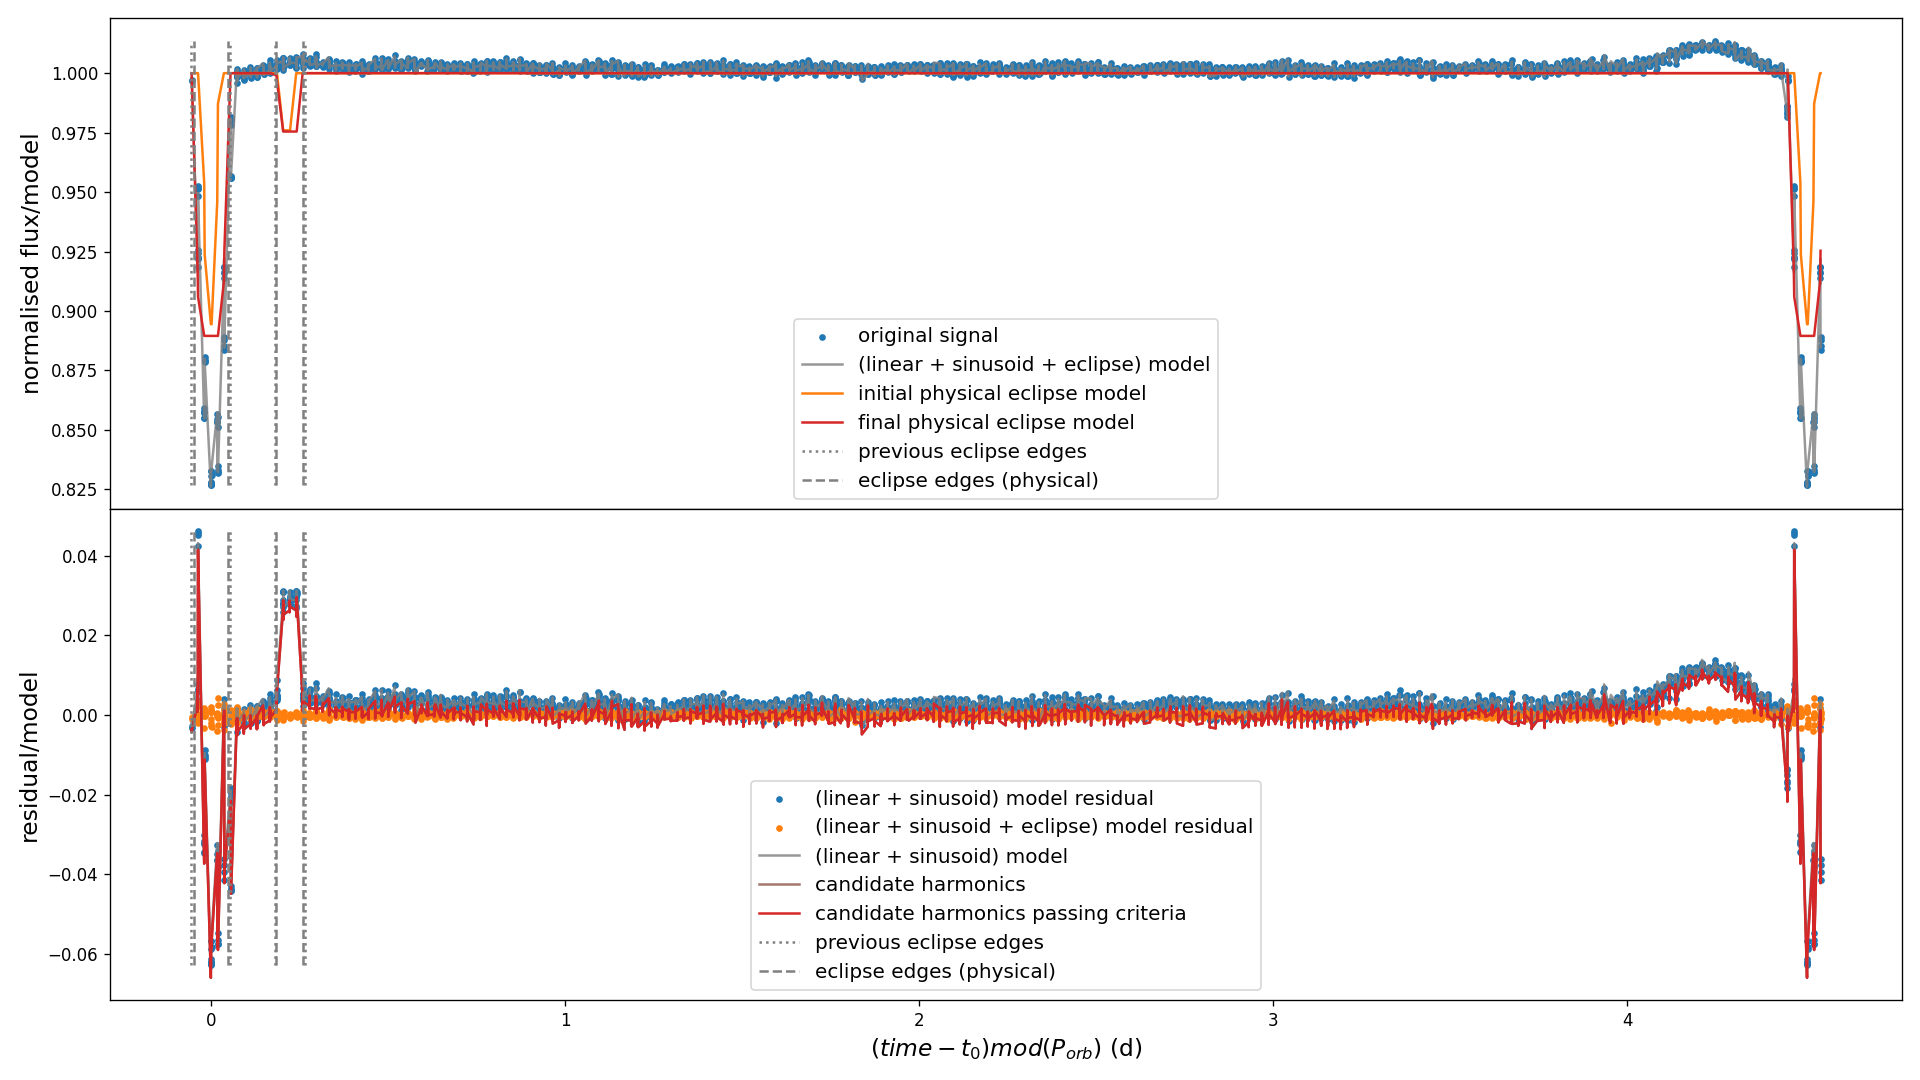 normalised flux/model
1.000
0.975
0.950
0.925
0.900
0.875
0.850
0.825
original signal
(linear + sinusoid + eclipse) model
initial physical eclipse model
final physical eclipse model
previous eclipse edges
eclipse edges (physical)
residual/model
0.04
0.02
0.00
−0.02
−0.04
−0.06
(linear + sinusoid) model residual
(linear + sinusoid + eclipse) model residual
(linear + sinusoid) model
candidate harmonics
candidate harmonics passing criteria
previous eclipse edges
eclipse edges (physical)
0 1 2 3 4
(time − t₀)mod(P_orb) (d)